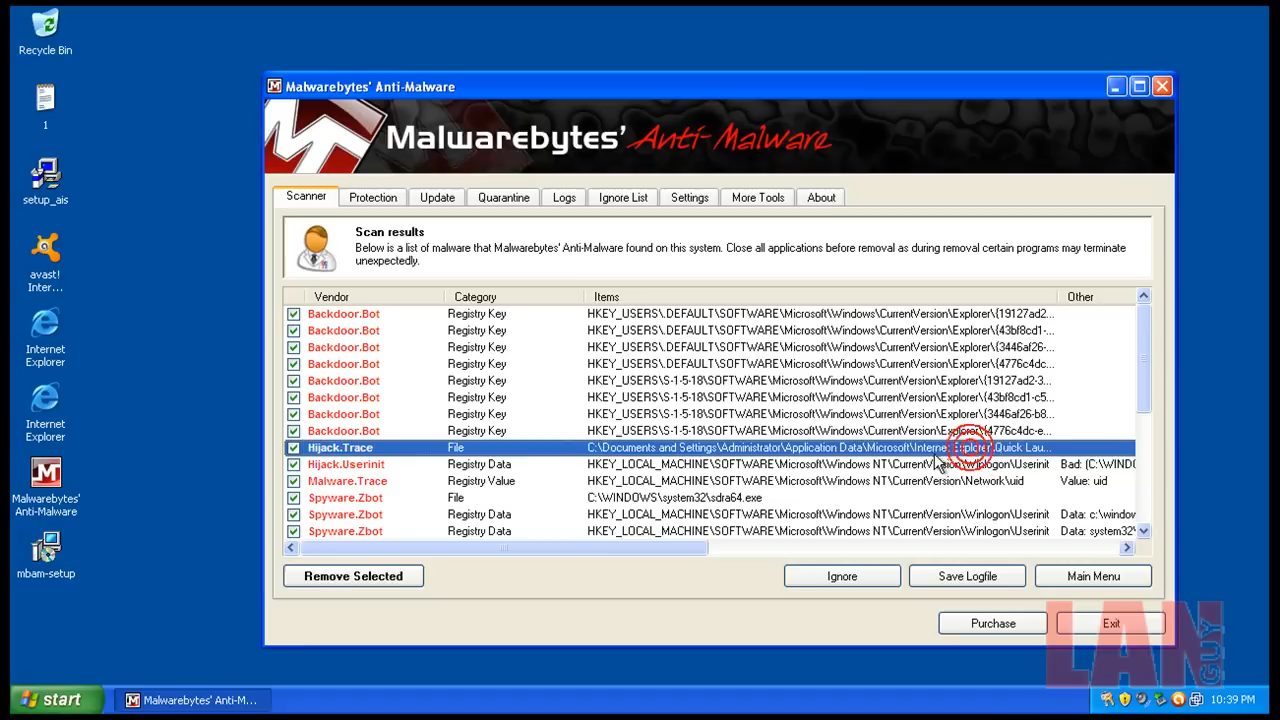 Recycle Bin
1
setup_ais
avast!
Inter...
Internet
Explorer
Internet
Explorer
Malwarebytes'
Anti-Malware
mbam-setup
Malwarebytes' Anti-Malware
Malwarebytes' Anti-Malware
Scanner Protection Update Quarantine Logs Ignore List Settings More Tools About
Scan results
Below is a list of malware that Malwarebytes' Anti-Malware found on this system. Close all applications before removal as during removal certain programs may terminate
unexpectedly.
Vendor Category Items Other
Backdoor.Bot Registry Key HKEY_USERS\.DEFAULT\SOFTWARE\Microsoft\Windows\CurrentVersion\Explorer\{19127ad2...
Backdoor.Bot Registry Key HKEY_USERS\.DEFAULT\SOFTWARE\Microsoft\Windows\CurrentVersion\Explorer\{43bf8cd1-...
Backdoor.Bot Registry Key HKEY_USERS\.DEFAULT\SOFTWARE\Microsoft\Windows\CurrentVersion\Explorer\{3446af26-...
Backdoor.Bot Registry Key HKEY_USERS\.DEFAULT\SOFTWARE\Microsoft\Windows\CurrentVersion\Explorer\{4776c4dc...
Backdoor.Bot Registry Key HKEY_USERS\S-1-5-18\SOFTWARE\Microsoft\Windows\CurrentVersion\Explorer\{19127ad2-3...
Backdoor.Bot Registry Key HKEY_USERS\S-1-5-18\SOFTWARE\Microsoft\Windows\CurrentVersion\Explorer\{43bf8cd1-c5...
Backdoor.Bot Registry Key HKEY_USERS\S-1-5-18\SOFTWARE\Microsoft\Windows\CurrentVersion\Explorer\{3446af26-b8...
Backdoor.Bot Registry Key HKEY_USERS\S-1-5-18\SOFTWARE\Microsoft\Windows\CurrentVersion\Explorer\{4776c4dc-e...
Hijack.Trace File C:\Documents and Settings\Administrator\Application Data\Microsoft\Internet Explorer\Quick Lau...
Hijack.Userinit Registry Data HKEY_LOCAL_MACHINE\SOFTWARE\Microsoft\Windows NT\CurrentVersion\Winlogon\Userinit Bad: (C:\WIND
Malware.Trace Registry Value HKEY_LOCAL_MACHINE\SOFTWARE\Microsoft\Windows NT\CurrentVersion\Network\uid Value: uid
Spyware.Zbot File C:\WINDOWS\system32\sdra64.exe
Spyware.Zbot Registry Data HKEY_LOCAL_MACHINE\SOFTWARE\Microsoft\Windows NT\CurrentVersion\Winlogon\Userinit Data: c:\window
Spyware.Zbot Registry Data HKEY_LOCAL_MACHINE\SOFTWARE\Microsoft\Windows NT\CurrentVersion\Winlogon\Userinit Data: system32\
Remove Selected Ignore Save Logfile Main Menu
Purchase Exit
LAN GUY
start Malwarebytes' Anti-M... 10:39 PM